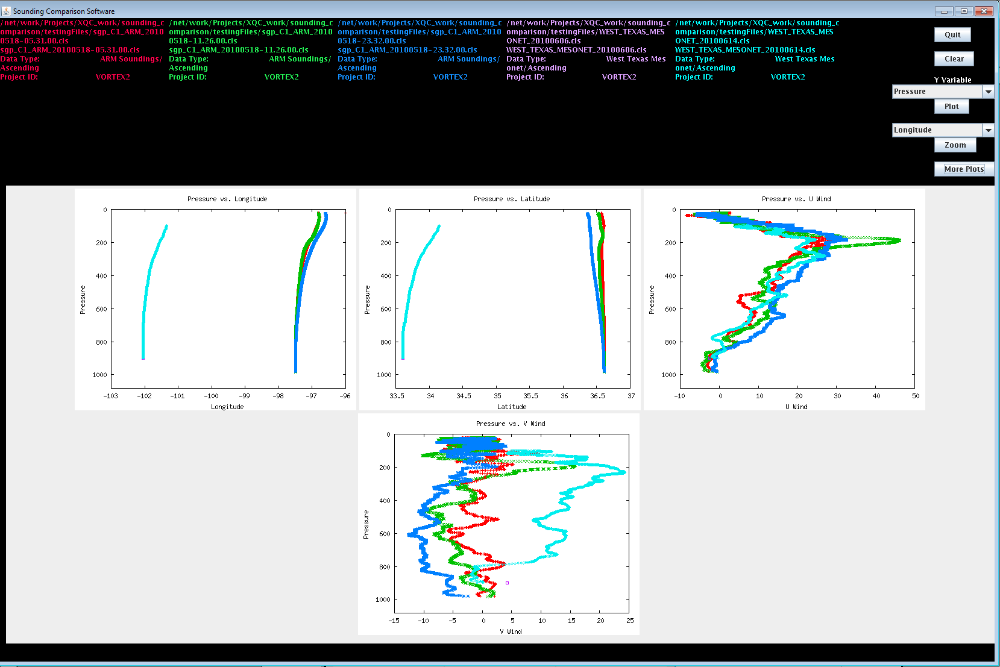 Sounding Comparison Software
/net/work/Projects/XQC_work/sounding_c
omparison/testingFiles/sgp_C1_ARM_2010
0518-05.31.00.cls
sgp_C1_ARM_20100518-05.31.00.cls
Data Type: ARM Soundings/
Ascending
Project ID: VORTEX2
/net/work/Projects/XQC_work/sounding_c
omparison/testingFiles/sgp_C1_ARM_2010
0518-11.26.00.cls
sgp_C1_ARM_20100518-11.26.00.cls
Data Type: ARM Soundings/
Ascending
Project ID: VORTEX2
/net/work/Projects/XQC_work/sounding_c
omparison/testingFiles/sgp_C1_ARM_2010
0518-23.32.00.cls
sgp_C1_ARM_20100518-23.32.00.cls
Data Type: ARM Soundings/
Ascending
Project ID: VORTEX2
/net/work/Projects/XQC_work/sounding_c
omparison/testingFiles/WEST_TEXAS_MES
ONET_20100606.cls
WEST_TEXAS_MESONET_20100606.cls
Data Type: West Texas Mes
onet/Ascending
Project ID: VORTEX2
/net/work/Projects/XQC_work/sounding_c
omparison/testingFiles/WEST_TEXAS_MES
ONET_20100614.cls
WEST_TEXAS_MESONET_20100614.cls
Data Type: West Texas Mes
onet/Ascending
Project ID: VORTEX2
Quit
Clear
Y Variable
Pressure
Plot
Longitude
Zoom
More Plots
Pressure vs. Longitude
0
200
400
600
800
1000
Pressure
-103 -102 -101 -100 -99 -98 -97 -96
Longitude
Pressure vs. Latitude
0
200
400
600
800
1000
Pressure
33.5 34 34.5 35 35.5 36 36.5 37
Latitude
Pressure vs. U Wind
0
200
400
600
800
1000
Pressure
-10 0 10 20 30 40 50
U Wind
Pressure vs. V Wind
0
200
400
600
800
1000
Pressure
-15 -10 -5 0 5 10 15 20 25
V Wind